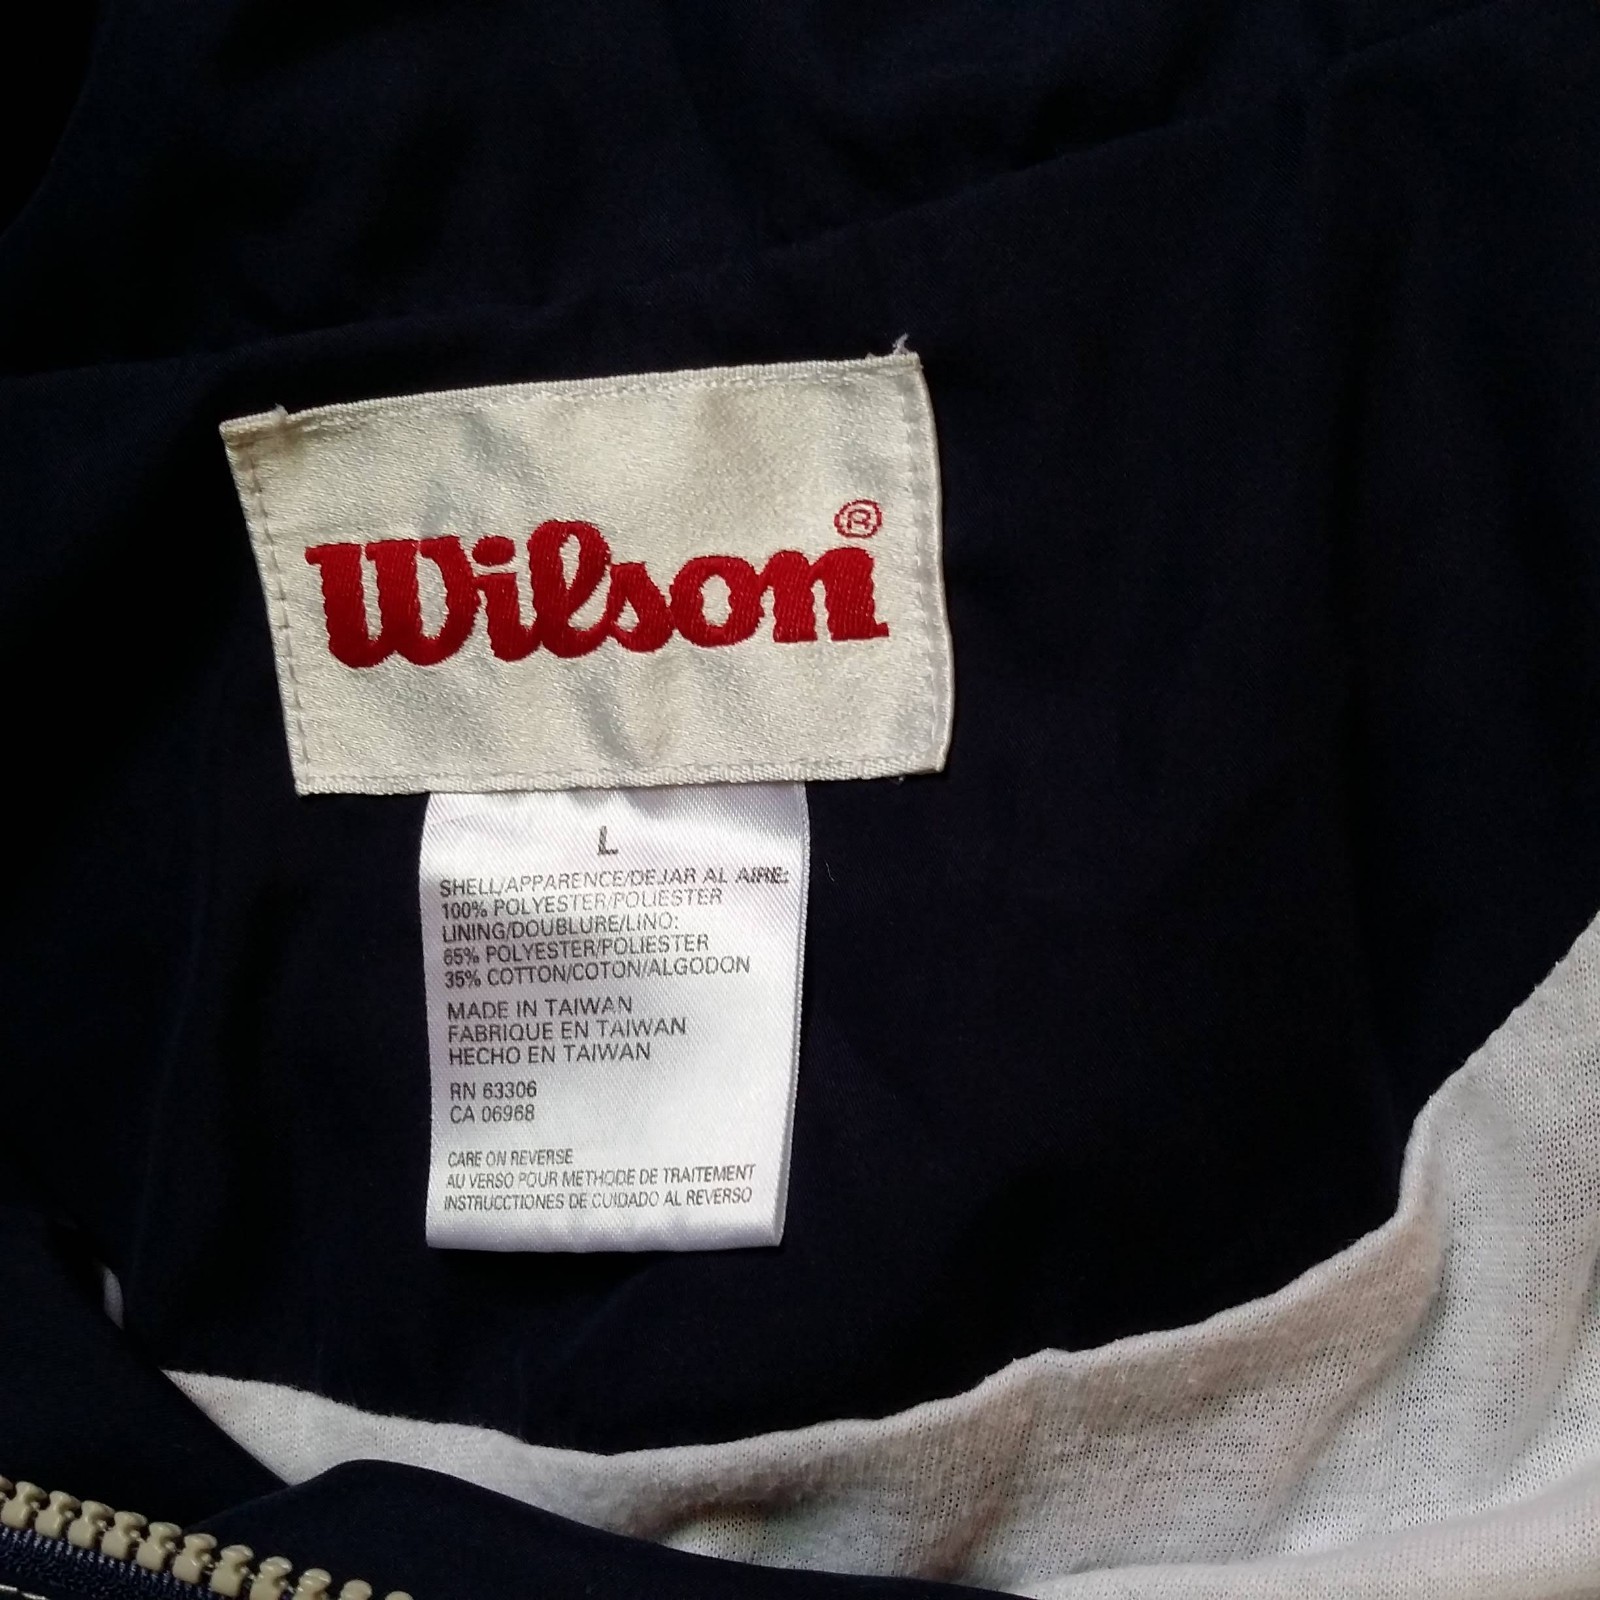 Wilson®
L
SHELL/APPARENCE/DEJAR AL AIRE:
100% POLYESTER/POLIESTER
LINING/DOUBLURE/LINO:
65% POLYESTER/POLIESTER
35% COTTON/COTON/ALGODON
MADE IN TAIWAN
FABRIQUE EN TAIWAN
HECHO EN TAIWAN
RN 63306
CA 06968
CARE ON REVERSE
AU VERSO POUR METHODE DE TRAITEMENT
INSTRUCCTIONES DE CUIDADO AL REVERSO